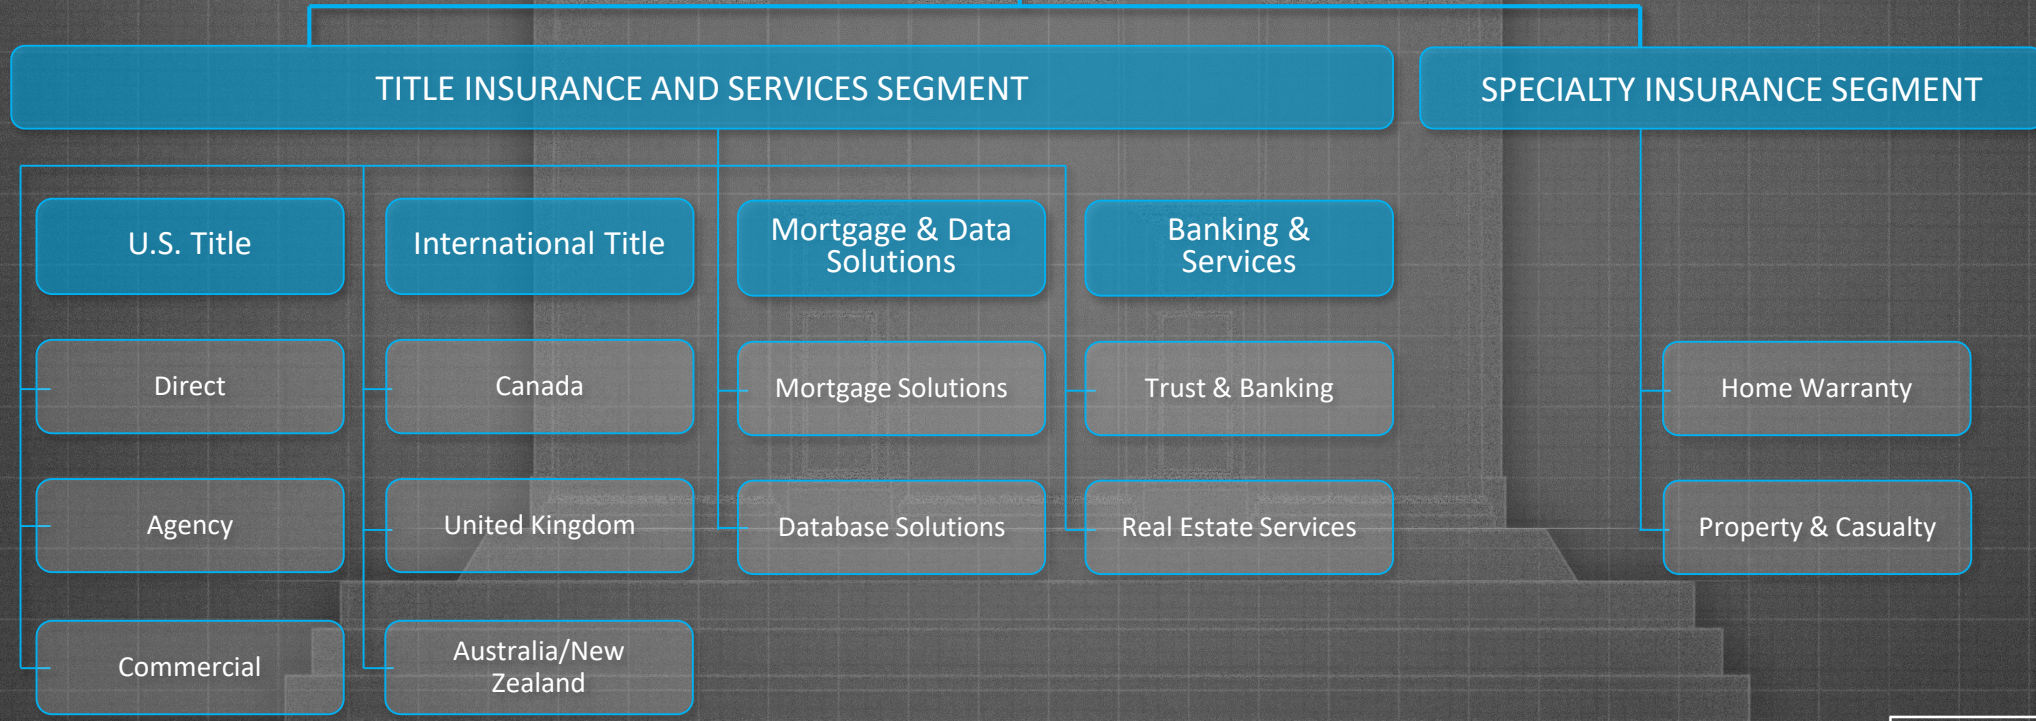 TITLE INSURANCE AND SERVICES SEGMENT
SPECIALTY INSURANCE SEGMENT
U.S. Title
International Title
Mortgage & Data
Solutions
Banking &
Services
Direct
Canada
Mortgage Solutions
Trust & Banking
Home Warranty
Agency
United Kingdom
Database Solutions
Real Estate Services
Property & Casualty
Commercial
Australia/New
Zealand